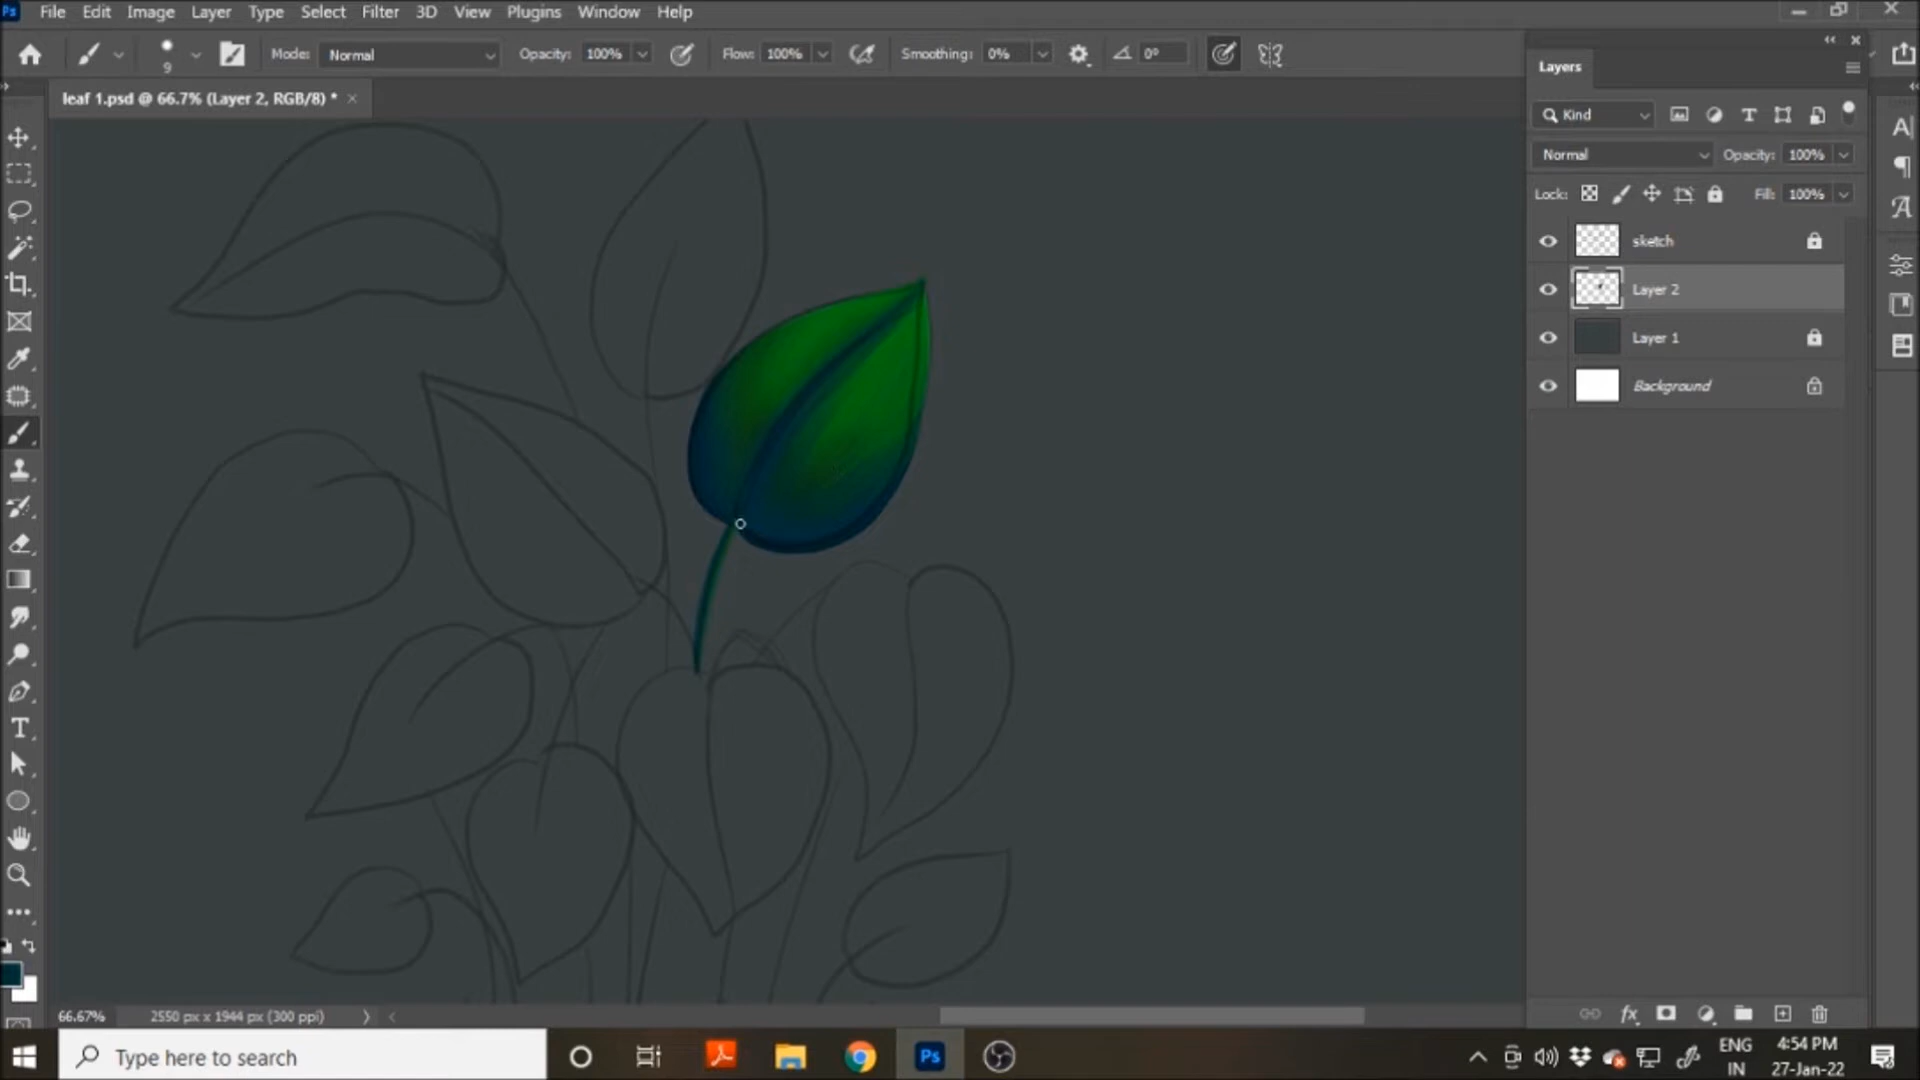 Ps File Edit Image Layer Type Select Filter 3D View Plugins Window Help
9 Mode: Normal Opacity: 100% Flow: 100% Smoothing: 0% 0°
leaf 1.psd @ 66.7% (Layer 2, RGB/8) * ×
Layers
Kind
Normal Opacity: 100%
Lock: Fill: 100%
sketch
Layer 2
Layer 1
Background
66.67% 2550 px x 1944 px (300 ppi)
Type here to search
Ps
ENG
IN
4:54 PM
27-Jan-22